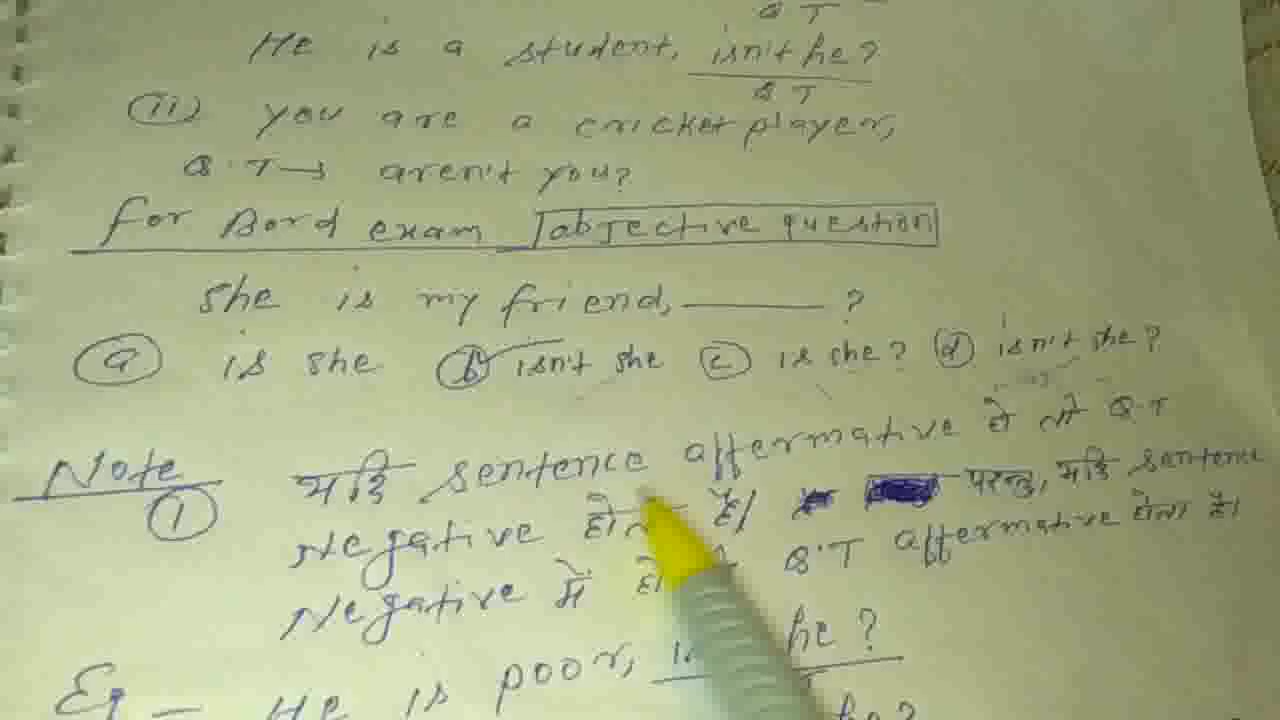 Q T
He is a student, isn't he?
Q T
(ii) you are a cricket player,
Q.T → aren't you?
for Bord exam objective question
She is my friend, ——— ?
(a) is she (b) isn't she (c) is she? (d) isn't she?
Note
(1) यदि sentence affermative हो तो Q.T
Negative होता है। परन्तु, यदि sentence
Negative में हो Q.T affermative होता है।
Eg — He is poor, he?
he?